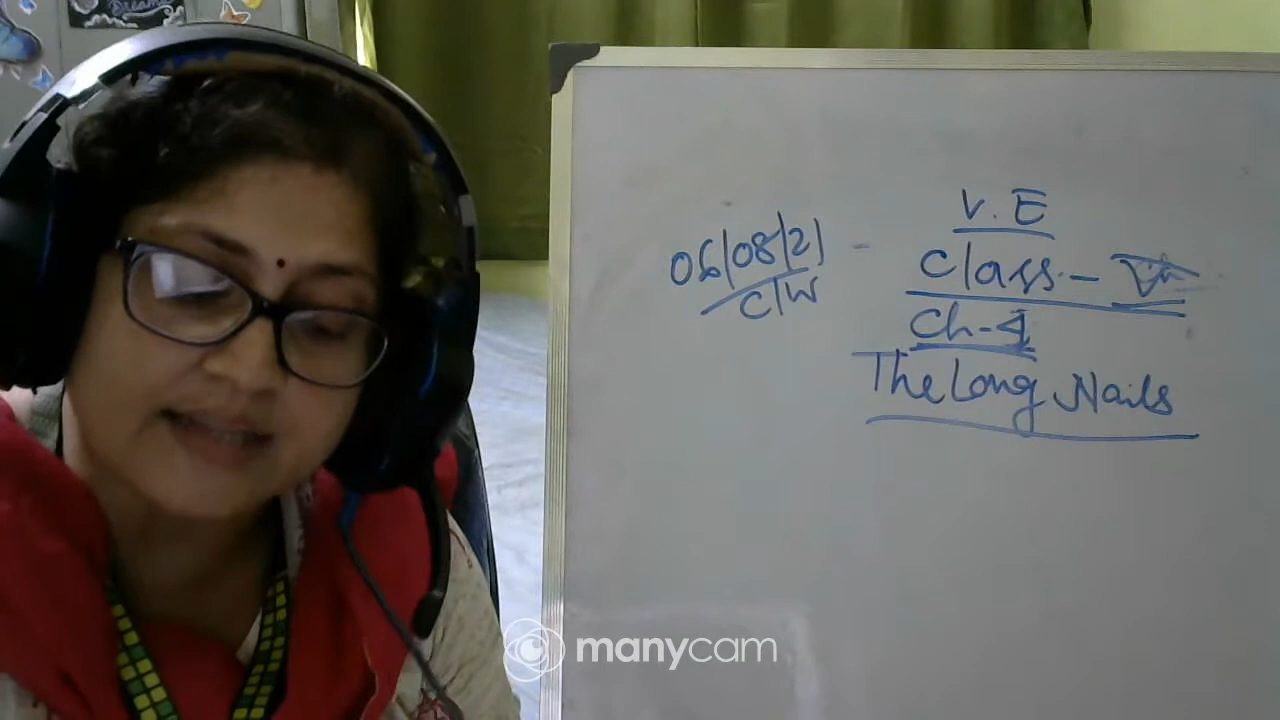 V.E
06/08/21
Class -
C/W
Ch-4
The Long Nails
manycam